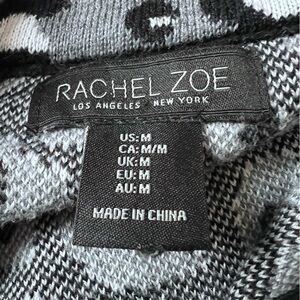 RACHEL ZOE
LOS ANGELES NEW YORK
US: M
CA: M/M
UK: M
EU: M
AU: M
MADE IN CHINA